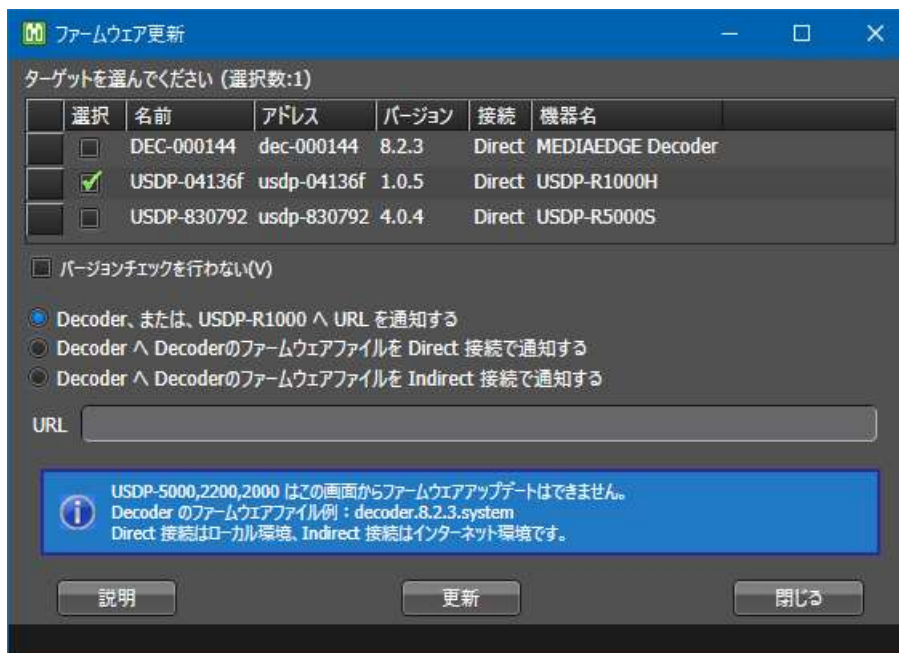 ファームウェア更新
ターゲットを選んでください (選択数:1)
選択 名前 アドレス バージョン 接続 機器名
DEC-000144 dec-000144 8.2.3 Direct MEDIAEDGE Decoder
USDP-04136f usdp-04136f 1.0.5 Direct USDP-R1000H
USDP-830792 usdp-830792 4.0.4 Direct USDP-R5000S
バージョンチェックを行わない(V)
Decoder、または、USDP-R1000 へ URL を通知する
Decoder へ Decoderのファームウェアファイルを Direct 接続で通知する
Decoder へ Decoderのファームウェアファイルを Indirect 接続で通知する
URL
USDP-5000,2200,2000 はこの画面からファームウエアアップデートはできません。
Decoder のファームウェアファイル例：decoder.8.2.3.system
Direct 接続はローカル環境、Indirect 接続はインターネット環境です。
説明 更新 閉じる